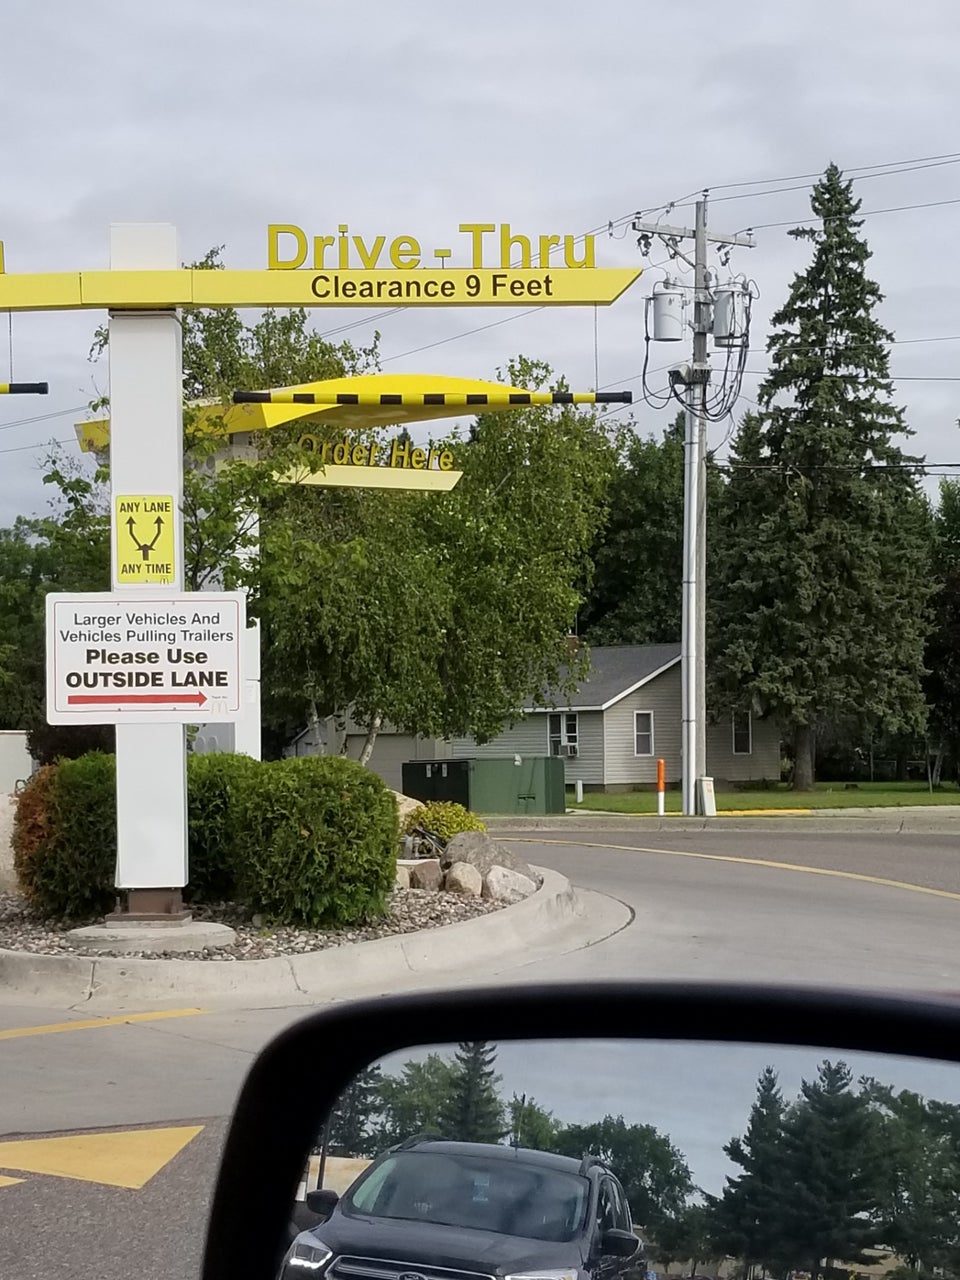 Drive-Thru
Clearance 9 Feet
Order Here
ANY LANE
ANY TIME
Larger Vehicles And
Vehicles Pulling Trailers
Please Use
OUTSIDE LANE